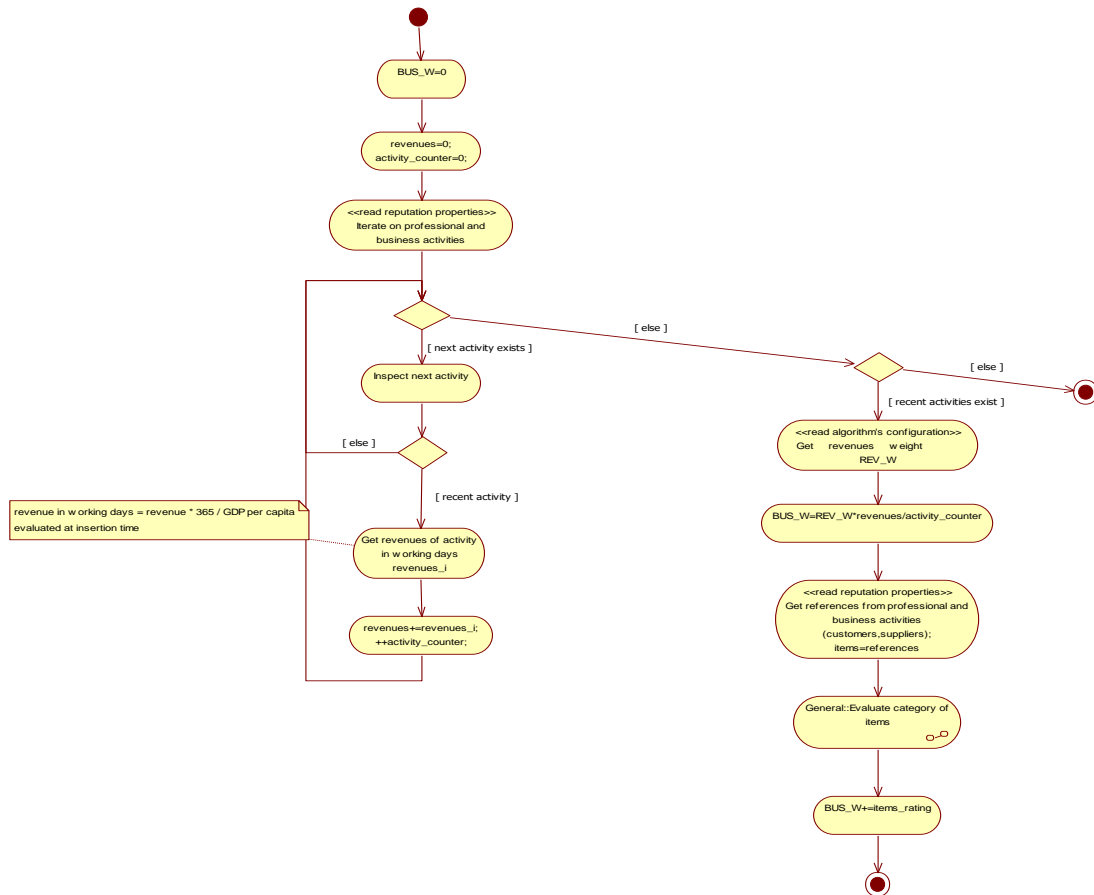 BUS_W=0
revenues=0;
activity_counter=0;
<<read reputation properties>>
Iterate on professional and
business activities
[ else ]
[ next activity exists ]
[ else ]
Inspect next activity
[ recent activities exist ]
<<read algorithm's configuration>>
Get revenues weight
REV_W
[ else ]
[ recent activity ]
revenue in working days = revenue * 365 / GDP per capita
evaluated at insertion time
BUS_W=REV_W*revenues/activity_counter
Get revenues of activity
in working days
revenues_i
<<read reputation properties>>
Get references from professional and
business activities
(customers,suppliers);
items=references
revenues+=revenues_i;
++activity_counter;
General::Evaluate category of
items
BUS_W+=items_rating